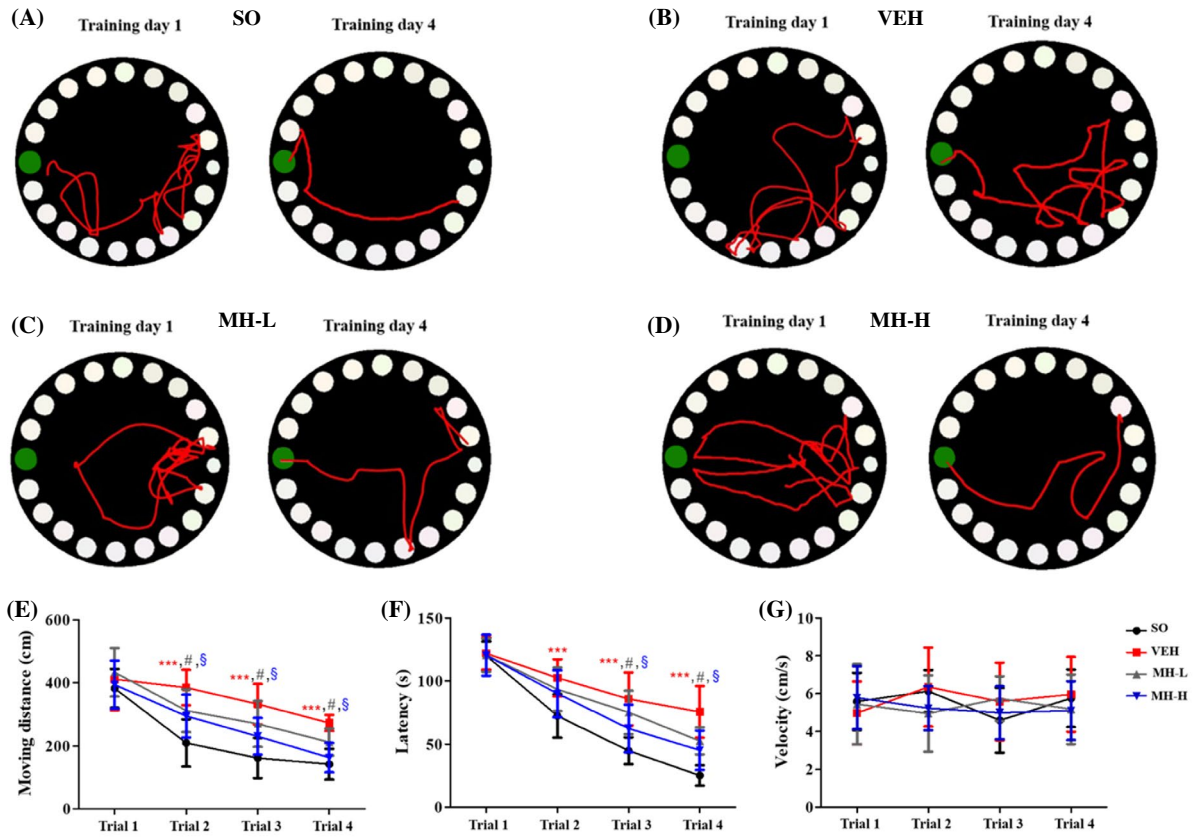 (A) SO
Training day 1 Training day 4
(B) VEH
Training day 1 Training day 4
(C) MH-L
Training day 1 Training day 4
(D) MH-H
Training day 1 Training day 4
(E)
Moving distance (cm)
600
400
200
0
***,#,§
***,#,§
***,#,§
Trial 1 Trial 2 Trial 3 Trial 4
(F)
Latency (s)
150
100
50
0
***
***,#,§
***,#,§
Trial 1 Trial 2 Trial 3 Trial 4
(G)
Velocity (cm/s)
10
8
6
4
2
0
Trial 1 Trial 2 Trial 3 Trial 4
SO
VEH
MH-L
MH-H